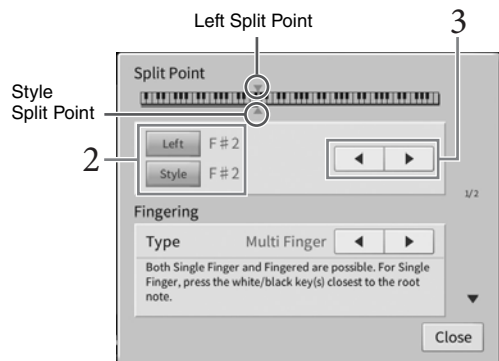 Left Split Point
3
Split Point
Style
Split Point
2
Left F#2
Style F#2
1/2
Fingering
Type Multi Finger
Both Single Finger and Fingered are possible. For Single
Finger, press the white/black key(s) closest to the root
note.
Close